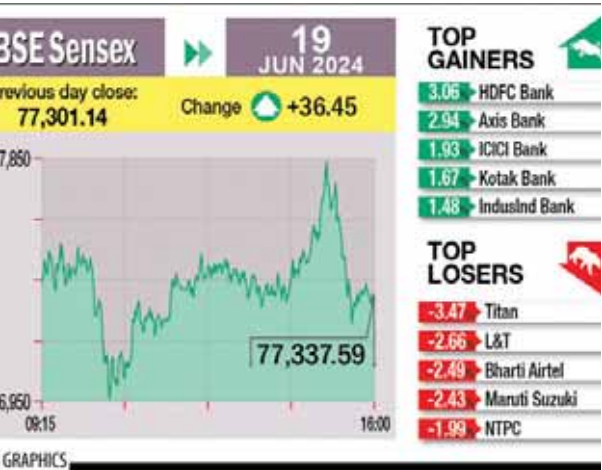 BSE Sensex
19
JUN 2024
revious day close:
77,301.14
Change +36.45
7,850
77,337.59
6,950
09:15
16:00
GRAPHICS
TOP
GAINERS
3.06 HDFC Bank
2.94 Axis Bank
1.93 ICICI Bank
1.67 Kotak Bank
1.48 IndusInd Bank
TOP
LOSERS
-3.47 Titan
-2.66 L&T
-2.49 Bharti Airtel
-2.43 Maruti Suzuki
-1.99 NTPC